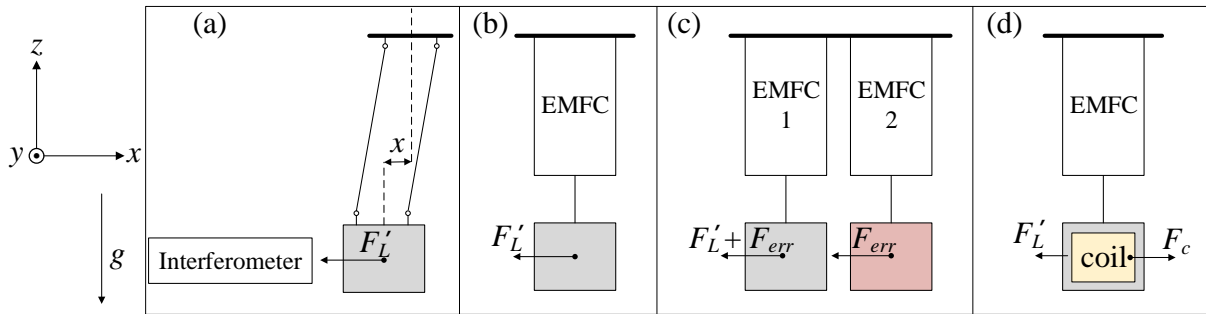 (a)
(b)
(c)
(d)
z
y
x
g
x
Interferometer
F_L'
EMFC
F_L'
EMFC
1
EMFC
2
F_L' + F_err
F_err
EMFC
F_L'
coil
F_c